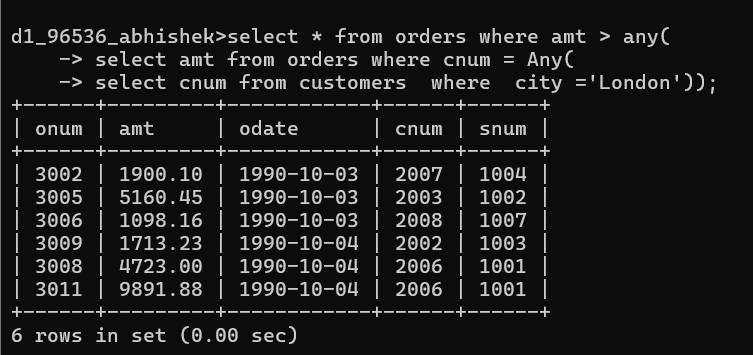 d1_96536_abhishek>select * from orders where amt > any(
    -> select amt from orders where cnum = Any(
    -> select cnum from customers  where  city ='London'));
+------+---------+------------+------+------+
| onum | amt     | odate      | cnum | snum |
+------+---------+------------+------+------+
| 3002 | 1900.10 | 1990-10-03 | 2007 | 1004 |
| 3005 | 5160.45 | 1990-10-03 | 2003 | 1002 |
| 3006 | 1098.16 | 1990-10-03 | 2008 | 1007 |
| 3009 | 1713.23 | 1990-10-04 | 2002 | 1003 |
| 3008 | 4723.00 | 1990-10-04 | 2006 | 1001 |
| 3011 | 9891.88 | 1990-10-04 | 2006 | 1001 |
+------+---------+------------+------+------+
6 rows in set (0.00 sec)